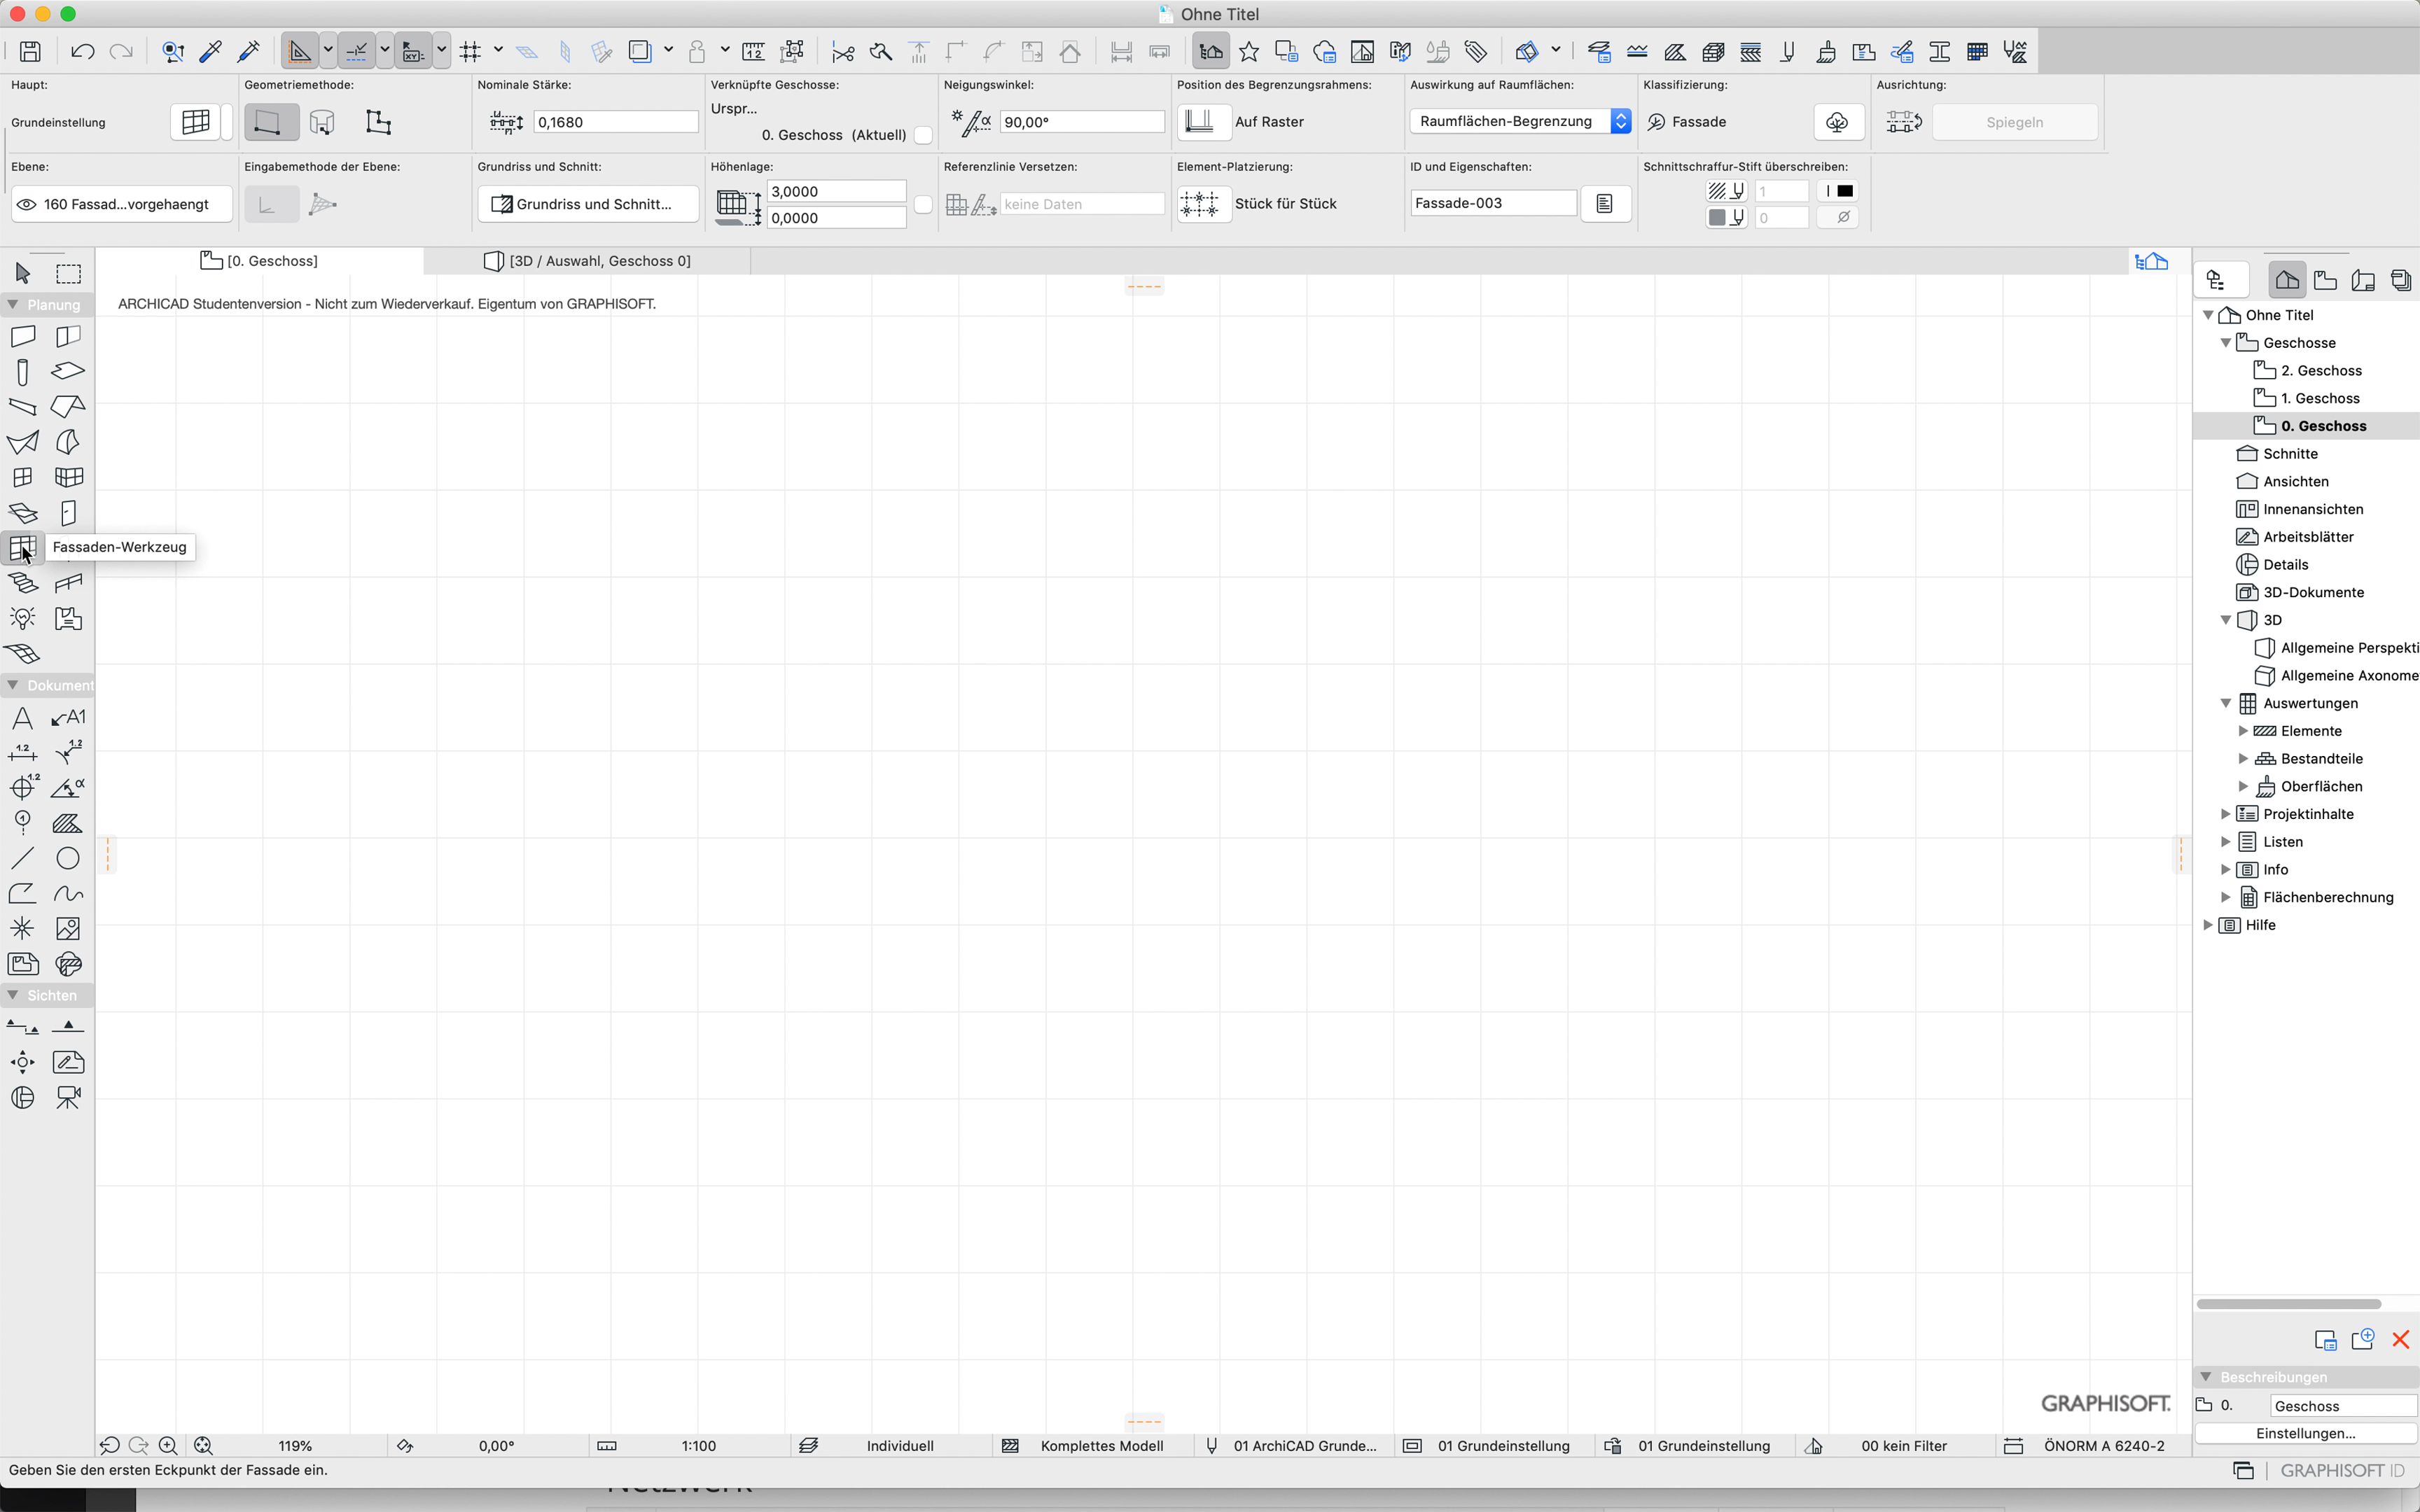 Ohne Titel
Haupt:
Geometriemethode:
Nominale Stärke:
Verknüpfte Geschosse:
Neigungswinkel:
Position des Begrenzungsrahmens:
Auswirkung auf Raumflächen:
Klassifizierung:
Ausrichtung:
Urspr...
Grundeinstellung
0,1680
0. Geschoss (Aktuell)
90,00°
Auf Raster
Raumflächen-Begrenzung
Fassade
Spiegeln
Ebene:
Eingabemethode der Ebene:
Grundriss und Schnitt:
Höhenlage:
Referenzlinie Versetzen:
Element-Platzierung:
ID und Eigenschaften:
Schnittschraffur-Stift überschreiben:
160 Fassad...vorgehaengt
Grundriss und Schnitt...
3,0000
0,0000
keine Daten
Stück für Stück
Fassade-003
1
0
[0. Geschoss]
[3D / Auswahl, Geschoss 0]
ARCHICAD Studentenversion - Nicht zum Wiederverkauf. Eigentum von GRAPHISOFT.
Planung
Fassaden-Werkzeug
Dokument
A1
1.2
1.2
1.2
α
1
Sichten
Ohne Titel
Geschosse
2. Geschoss
1. Geschoss
0. Geschoss
Schnitte
Ansichten
Innenansichten
Arbeitsblätter
Details
3D-Dokumente
3D
Allgemeine Perspekti
Allgemeine Axonome
Auswertungen
Elemente
Bestandteile
Oberflächen
Projektinhalte
Listen
Info
Flächenberechnung
Hilfe
Beschreibungen
0.
Geschoss
Einstellungen...
GRAPHISOFT.
119%
0,00°
1:100
Individuell
Komplettes Modell
01 ArchiCAD Grunde...
01 Grundeinstellung
01 Grundeinstellung
00 kein Filter
ÖNORM A 6240-2
Geben Sie den ersten Eckpunkt der Fassade ein.
GRAPHISOFT ID